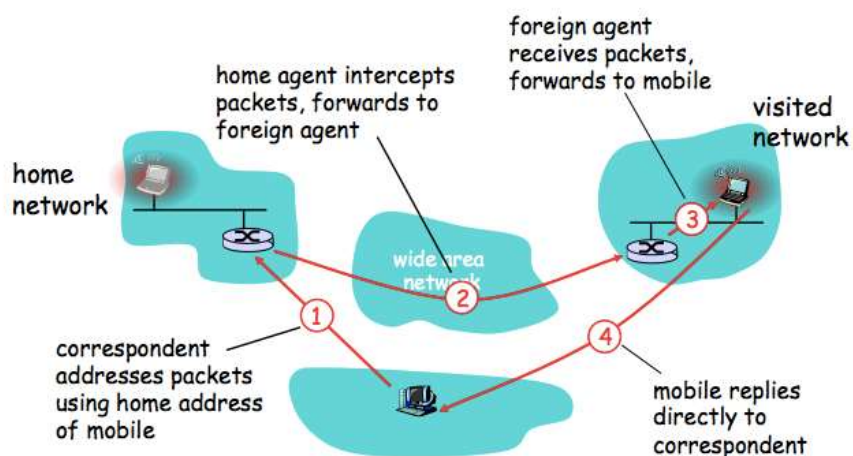 foreign agent
receives packets,
forwards to mobile
home agent intercepts
packets, forwards to
foreign agent
visited
network
home
network
wide area
network
1
2
3
4
correspondent
addresses packets
using home address
of mobile
mobile replies
directly to
correspondent